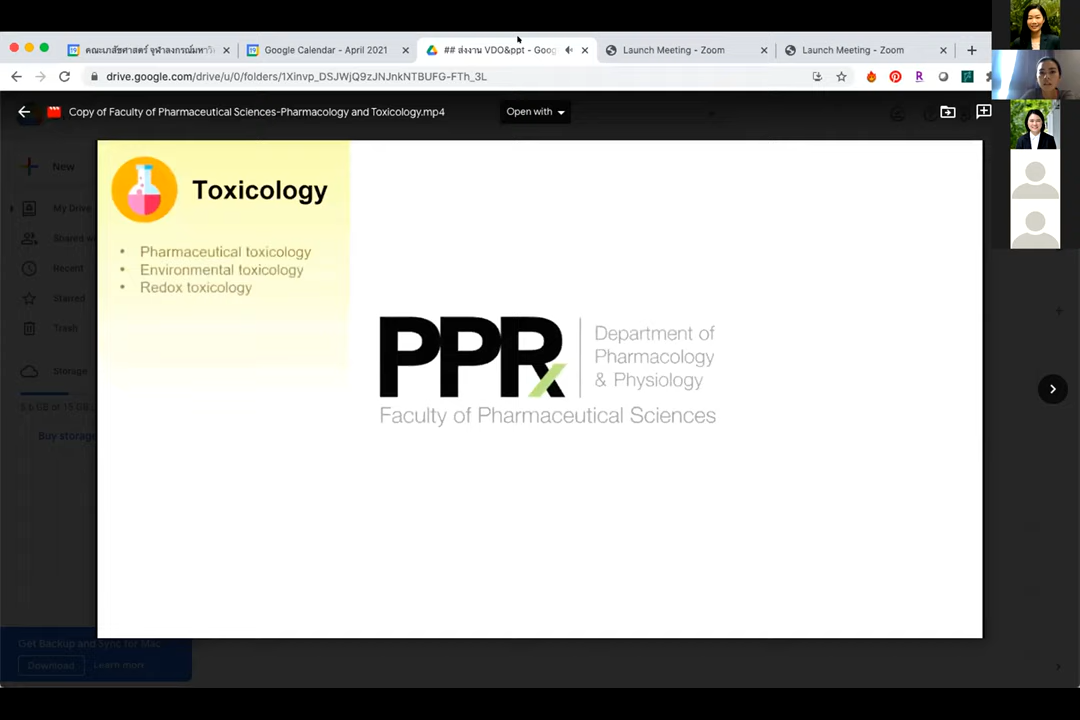 คณะเภสัชศาสตร์ จุฬาลงกรณ์มหาวิ
Google Calendar - April 2021
## ส่งงาน VDO&ppt - Goog
Launch Meeting - Zoom
Launch Meeting - Zoom
drive.google.com/drive/u/0/folders/1Xinvp_DSJWjQ9zJNJnkNTBUFG-FTh_3L
Copy of Faculty of Pharmaceutical Sciences-Pharmacology and Toxicology.mp4
Open with
New
My Drive
Shared wi
Recent
Starred
Trash
Storage
Buy storage
Get Backup and Sync for Mac
Download
Learn more
Toxicology
• Pharmaceutical toxicology
• Environmental toxicology
• Redox toxicology
PPRx
Department of
Pharmacology
& Physiology
Faculty of Pharmaceutical Sciences